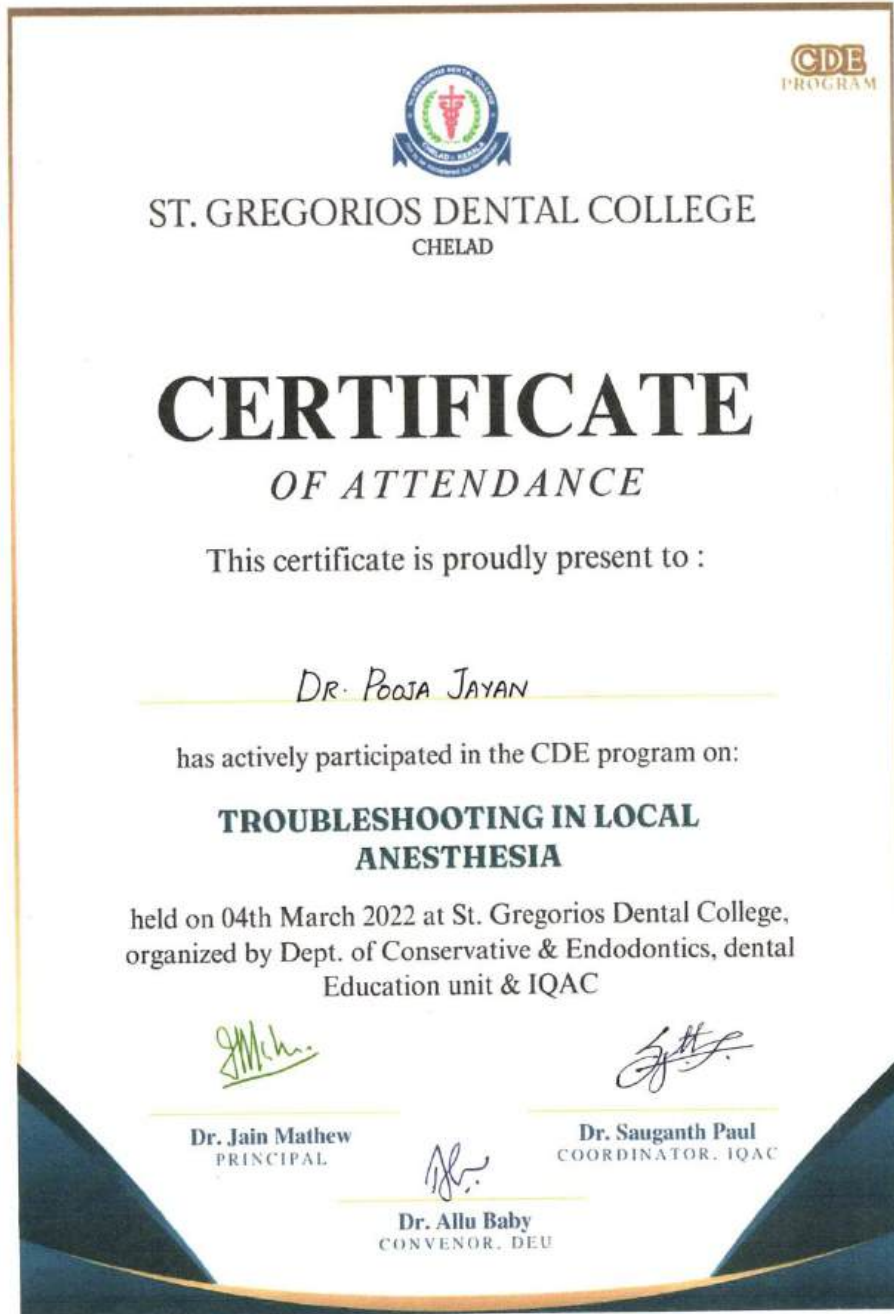 CDE
PROGRAM
CHELAD - KERALA
ST. GREGORIOS DENTAL COLLEGE
CHELAD
CERTIFICATE
OF ATTENDANCE
This certificate is proudly present to :
DR. POOJA JAYAN
has actively participated in the CDE program on:
TROUBLESHOOTING IN LOCAL
ANESTHESIA
held on 04th March 2022 at St. Gregorios Dental College,
organized by Dept. of Conservative & Endodontics, dental
Education unit & IQAC
Dr. Jain Mathew
PRINCIPAL
Dr. Sauganth Paul
COORDINATOR, IQAC
Dr. Allu Baby
CONVENOR, DEU